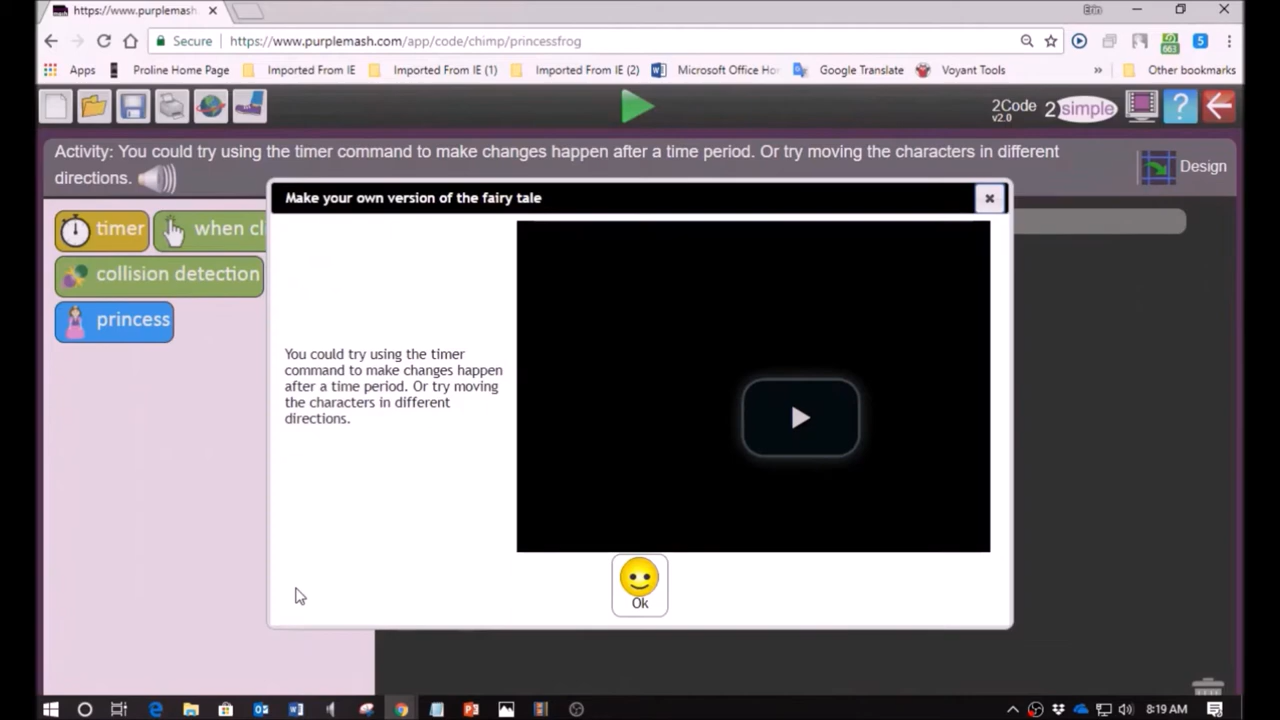 https://www.purplemash.com
Erin
Secure
https://www.purplemash.com/app/code/chimp/princessfrog
663
5
Apps
Proline Home Page
Imported From IE
Imported From IE (1)
Imported From IE (2)
Microsoft Office Ho
Google Translate
Voyant Tools
»
Other bookmarks
2Code
v2.0
2simple
?
Activity: You could try using the timer command to make changes happen after a time period. Or try moving the characters in different
directions.
Design
Make your own version of the fairy tale
timer
when cl
collision detection
princess
You could try using the timer
command to make changes happen
after a time period. Or try moving
the characters in different
directions.
Ok
8:19 AM